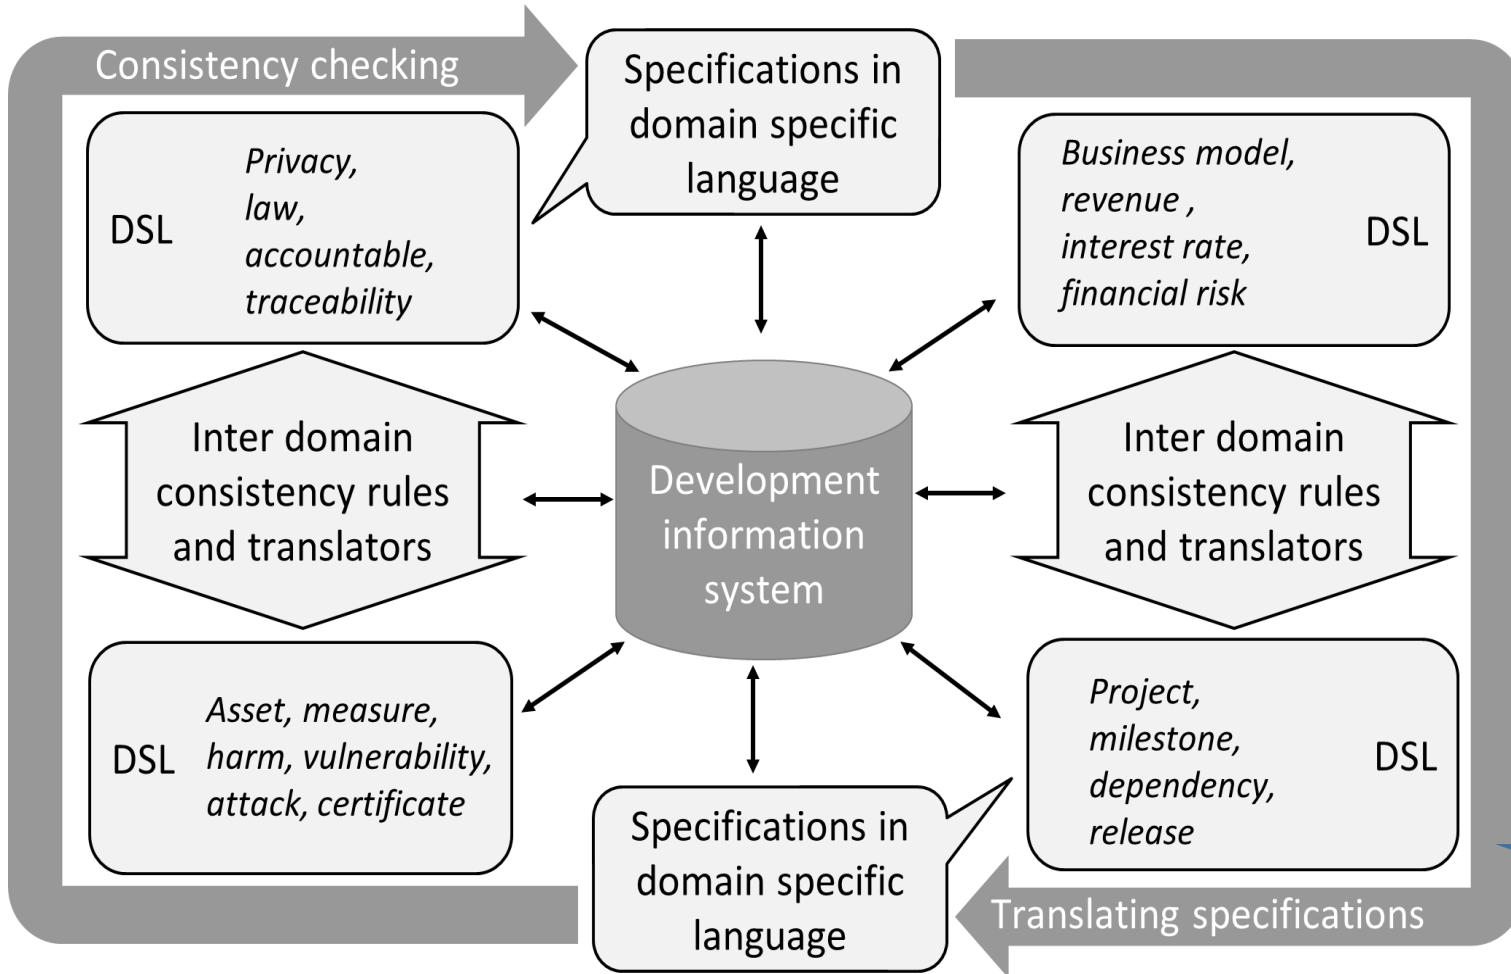 Consistency checking
Specifications in
domain specific
language
DSL
Privacy,
law,
accountable,
traceability
Business model,
revenue ,
interest rate,
financial risk
DSL
Inter domain
consistency rules
and translators
Development
information
system
Inter domain
consistency rules
and translators
DSL
Asset, measure,
harm, vulnerability,
attack, certificate
Project,
milestone,
dependency,
release
DSL
Specifications in
domain specific
language
Translating specifications